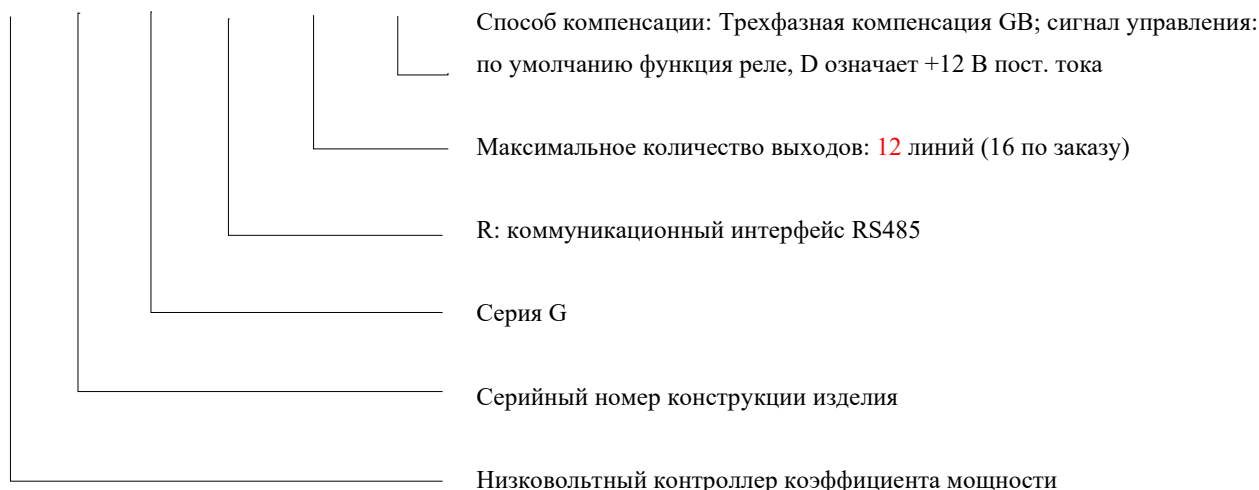 Способ компенсации: Трехфазная компенсация GB; сигнал управления:
по умолчанию функция реле, D означает +12 В пост. тока
Максимальное количество выходов: 12 линий (16 по заказу)
R: коммуникационный интерфейс RS485
Серия G
Серийный номер конструкции изделия
Низковольтный контроллер коэффициента мощности